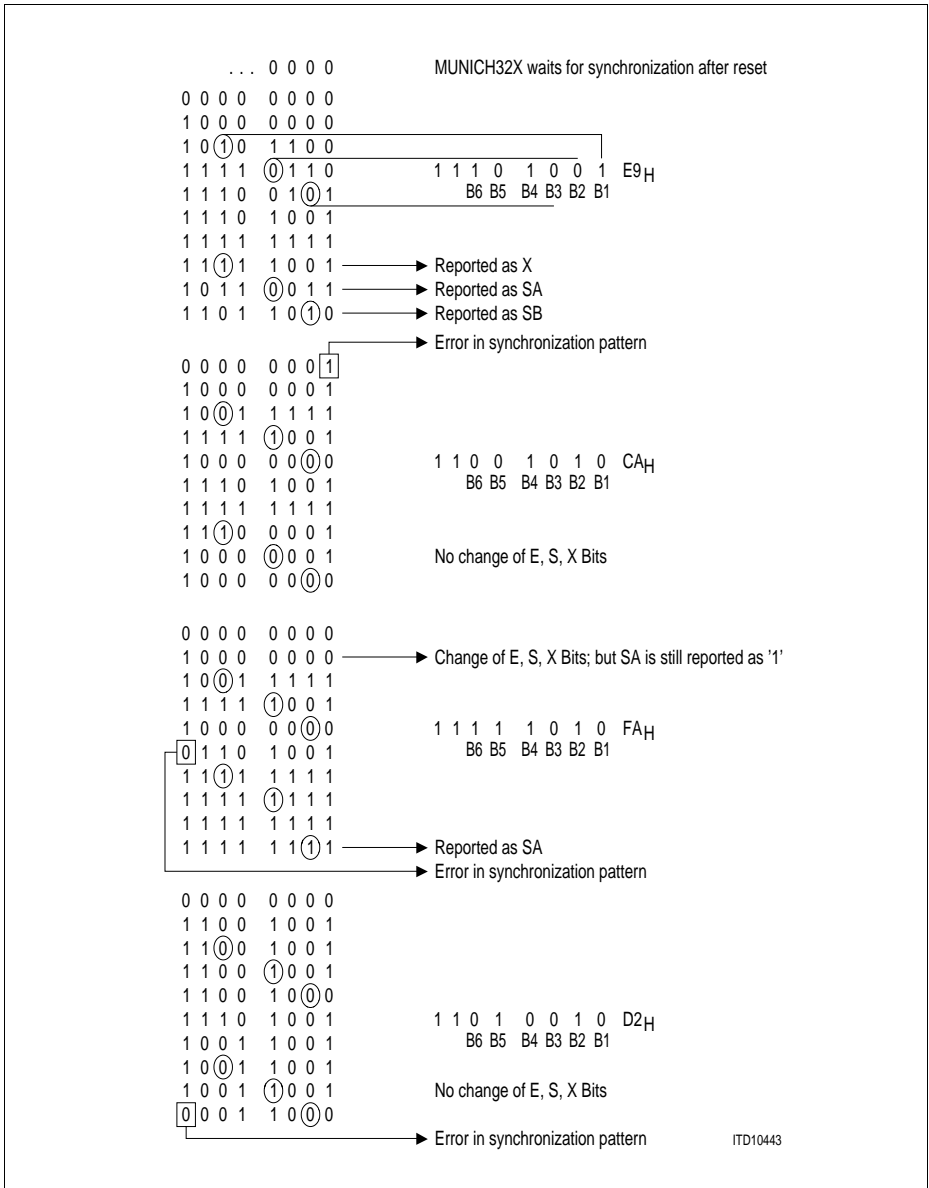 ... 0 0 0 0 MUNICH32X waits for synchronization after reset
0 0 0 0 0 0 0 0
1 0 0 0 0 0 0 0
1 0 1 0 1 1 0 0
1 1 1 1 0 1 1 0 1 1 1 0 1 0 0 1 E9H
1 1 1 0 0 1 0 1 B6 B5 B4 B3 B2 B1
1 1 1 0 1 0 0 1
1 1 1 1 1 1 1 1
1 1 1 1 1 0 0 1 Reported as X
1 0 1 1 0 0 1 1 Reported as SA
1 1 0 1 1 0 1 0 Reported as SB
Error in synchronization pattern
0 0 0 0 0 0 0 1
1 0 0 0 0 0 0 1
1 0 0 1 1 1 1 1
1 1 1 1 1 0 0 1
1 0 0 0 0 0 0 0 1 1 0 0 1 0 1 0 CAH
1 1 1 0 1 0 0 1 B6 B5 B4 B3 B2 B1
1 1 1 1 1 1 1 1
1 1 1 0 0 0 0 1
1 0 0 0 0 0 0 1 No change of E, S, X Bits
1 0 0 0 0 0 0 0
0 0 0 0 0 0 0 0
1 0 0 0 0 0 0 0 Change of E, S, X Bits; but SA is still reported as '1'
1 0 0 1 1 1 1 1
1 1 1 1 1 0 0 1
1 0 0 0 0 0 0 0 1 1 1 1 1 0 1 0 FAH
0 1 1 0 1 0 0 1 B6 B5 B4 B3 B2 B1
1 1 1 1 1 1 1 1
1 1 1 1 1 1 1 1
1 1 1 1 1 1 1 1
1 1 1 1 1 1 1 1 Reported as SA
Error in synchronization pattern
0 0 0 0 0 0 0 0
1 1 0 0 1 0 0 1
1 1 0 0 1 0 0 1
1 1 0 0 1 0 0 1
1 1 0 0 1 0 0 0
1 1 1 0 1 0 0 1 1 1 0 1 0 0 1 0 D2H
1 0 0 1 1 0 0 1 B6 B5 B4 B3 B2 B1
1 0 0 1 1 0 0 1
1 0 0 1 1 0 0 1 No change of E, S, X Bits
0 0 0 1 1 0 0 0
Error in synchronization pattern ITD10443